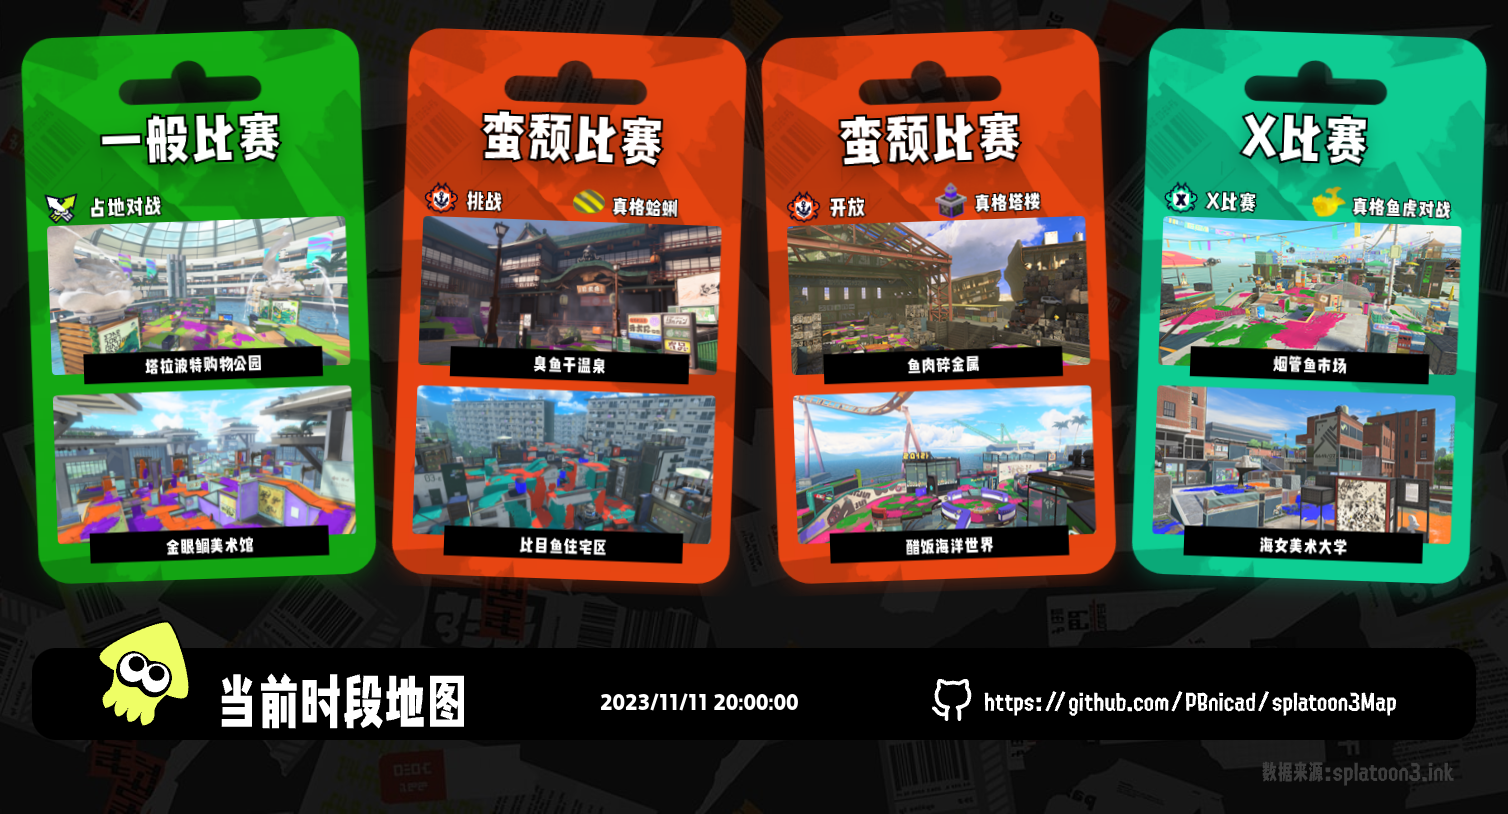 一般比赛
占地对战
塔拉波特购物公园
金眼鲷美术馆
蛮颓比赛
挑战
真格蛤蜊
臭鱼干温泉
比目鱼住宅区
蛮颓比赛
开放
真格塔楼
鱼肉碎金属
醋饭海洋世界
X比赛
X比赛
真格鱼虎对战
烟管鱼市场
海女美术大学
当前时段地图
2023/11/11 20:00:00
https://github.com/PBnicad/splatoon3Map
数据来源:splatoon3.ink